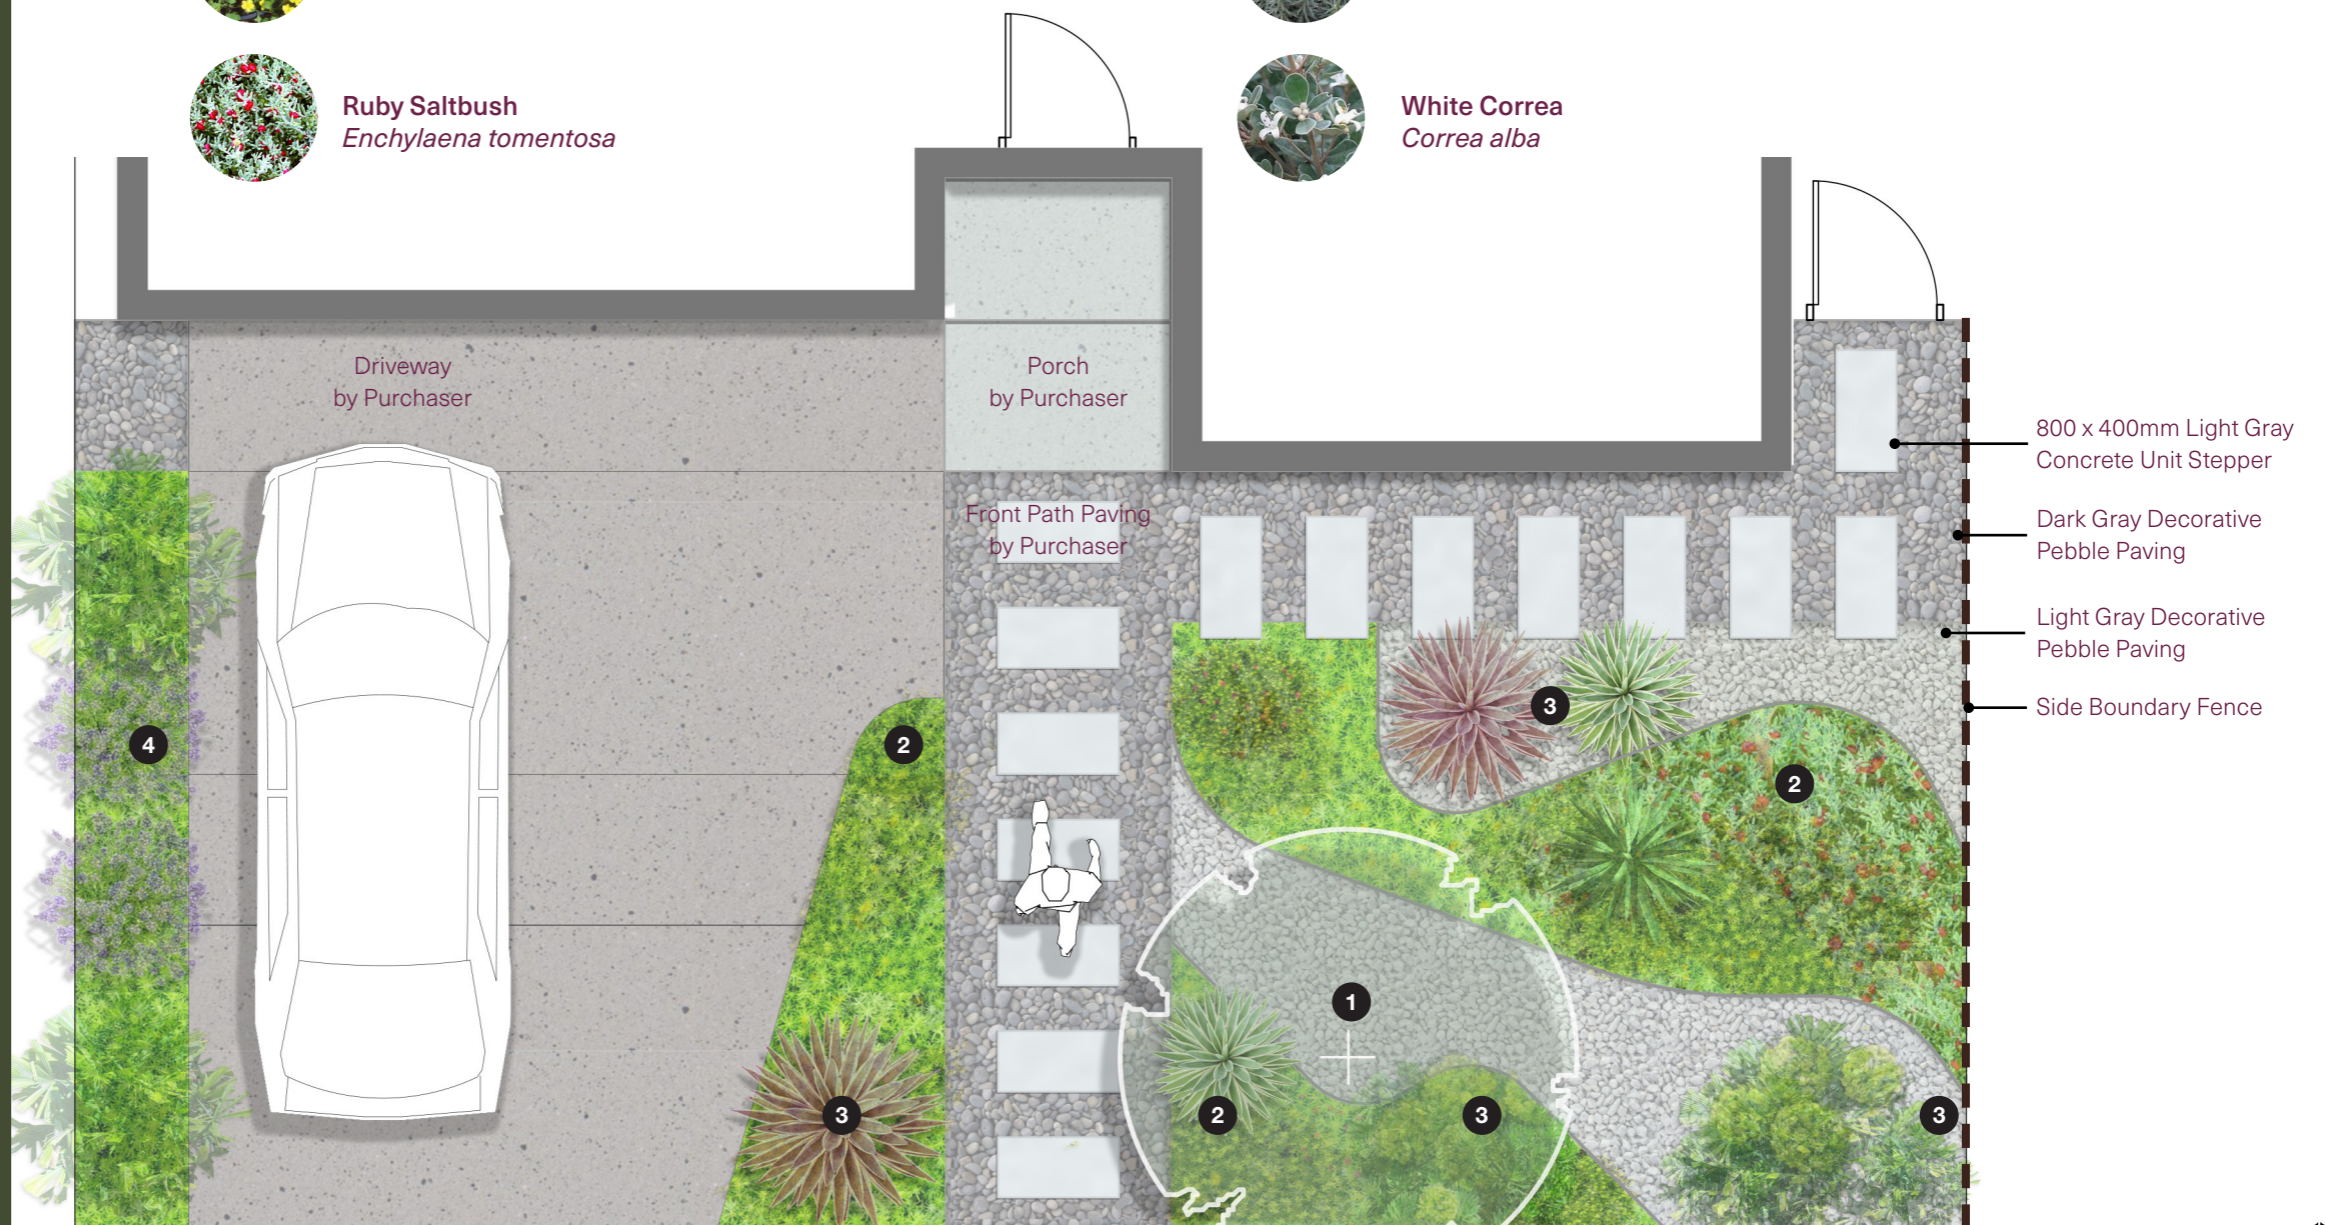 Ruby Saltbush
Enchylaena tomentosa
White Correa
Correa alba
Driveway
by Purchaser
Porch
by Purchaser
Front Path Paving
by Purchaser
800 x 400mm Light Gray
Concrete Unit Stepper
Dark Gray Decorative
Pebble Paving
Light Gray Decorative
Pebble Paving
Side Boundary Fence
4
2
3
2
1
3
2
3
3